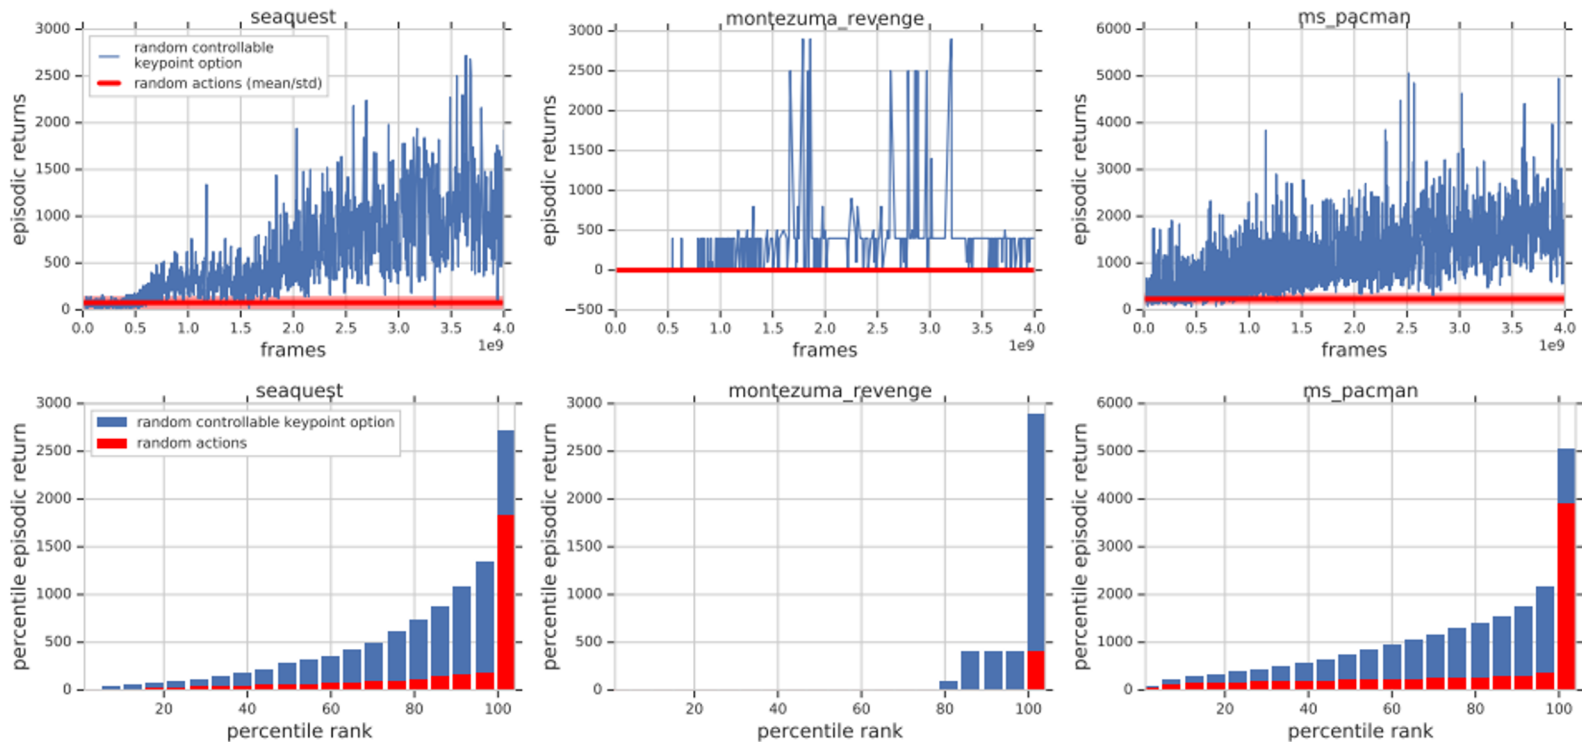 seaquest
3000
2500
2000
1500
1000
500
0
episodic returns
random controllable
keypoint option
random actions (mean/std)
0.0 0.5 1.0 1.5 2.0 2.5 3.0 3.5 4.0
frames
1e9
montezuma_revenge
3000
2500
2000
1500
1000
500
0
−500
episodic returns
0.0 0.5 1.0 1.5 2.0 2.5 3.0 3.5 4.0
frames
1e9
ms_pacman
6000
5000
4000
3000
2000
1000
0
episodic returns
0.0 0.5 1.0 1.5 2.0 2.5 3.0 3.5 4.0
frames
1e9
seaquest
3000
2500
2000
1500
1000
500
0
percentile episodic return
random controllable keypoint option
random actions
20 40 60 80 100
percentile rank
montezuma_revenge
3000
2500
2000
1500
1000
500
0
percentile episodic return
20 40 60 80 100
percentile rank
ms_pacman
6000
5000
4000
3000
2000
1000
0
percentile episodic return
20 40 60 80 100
percentile rank